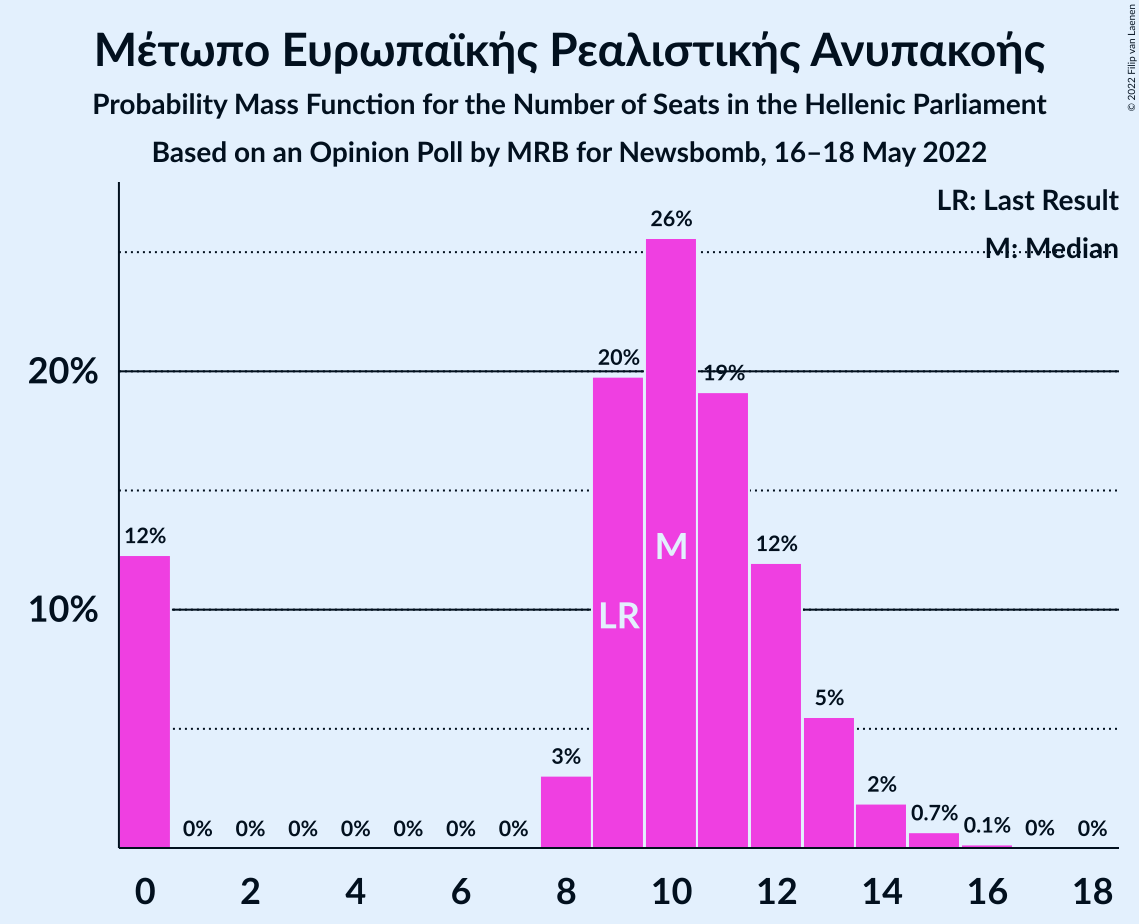 Μέτωπο Ευρωπαϊκής Ρεαλιστικής Ανυπακοής
Probability Mass Function for the Number of Seats in the Hellenic Parliament
Based on an Opinion Poll by MRB for Newsbomb, 16–18 May 2022
© 2022 Filip van Laenen
LR: Last Result
M: Median
20%
10%
12%
0%
0%
0%
0%
0%
0%
0%
3%
20%
26%
19%
12%
5%
2%
0.7%
0.1%
0%
0%
LR
M
0 2 4 6 8 10 12 14 16 18